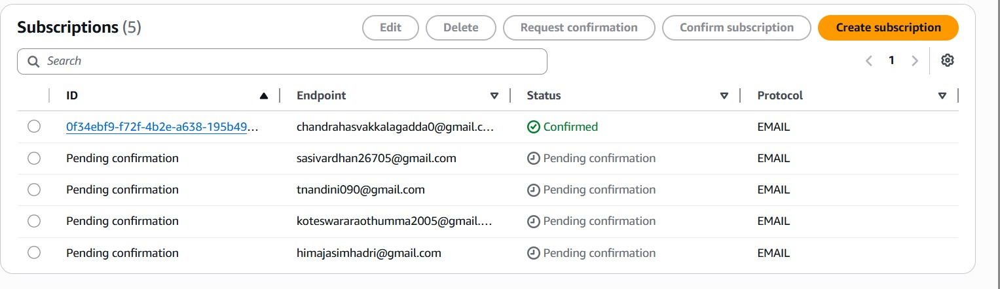 Subscriptions (5) Edit Delete Request confirmation Confirm subscription Create subscription
Search 1
ID Endpoint Status Protocol
0f34ebf9-f72f-4b2e-a638-195b49... chandrahasvakkalagadda0@gmail.c... Confirmed EMAIL
Pending confirmation sasivardhan26705@gmail.com Pending confirmation EMAIL
Pending confirmation tnandini090@gmail.com Pending confirmation EMAIL
Pending confirmation koteswararaothumma2005@gmail.... Pending confirmation EMAIL
Pending confirmation himajasimhadri@gmail.com Pending confirmation EMAIL